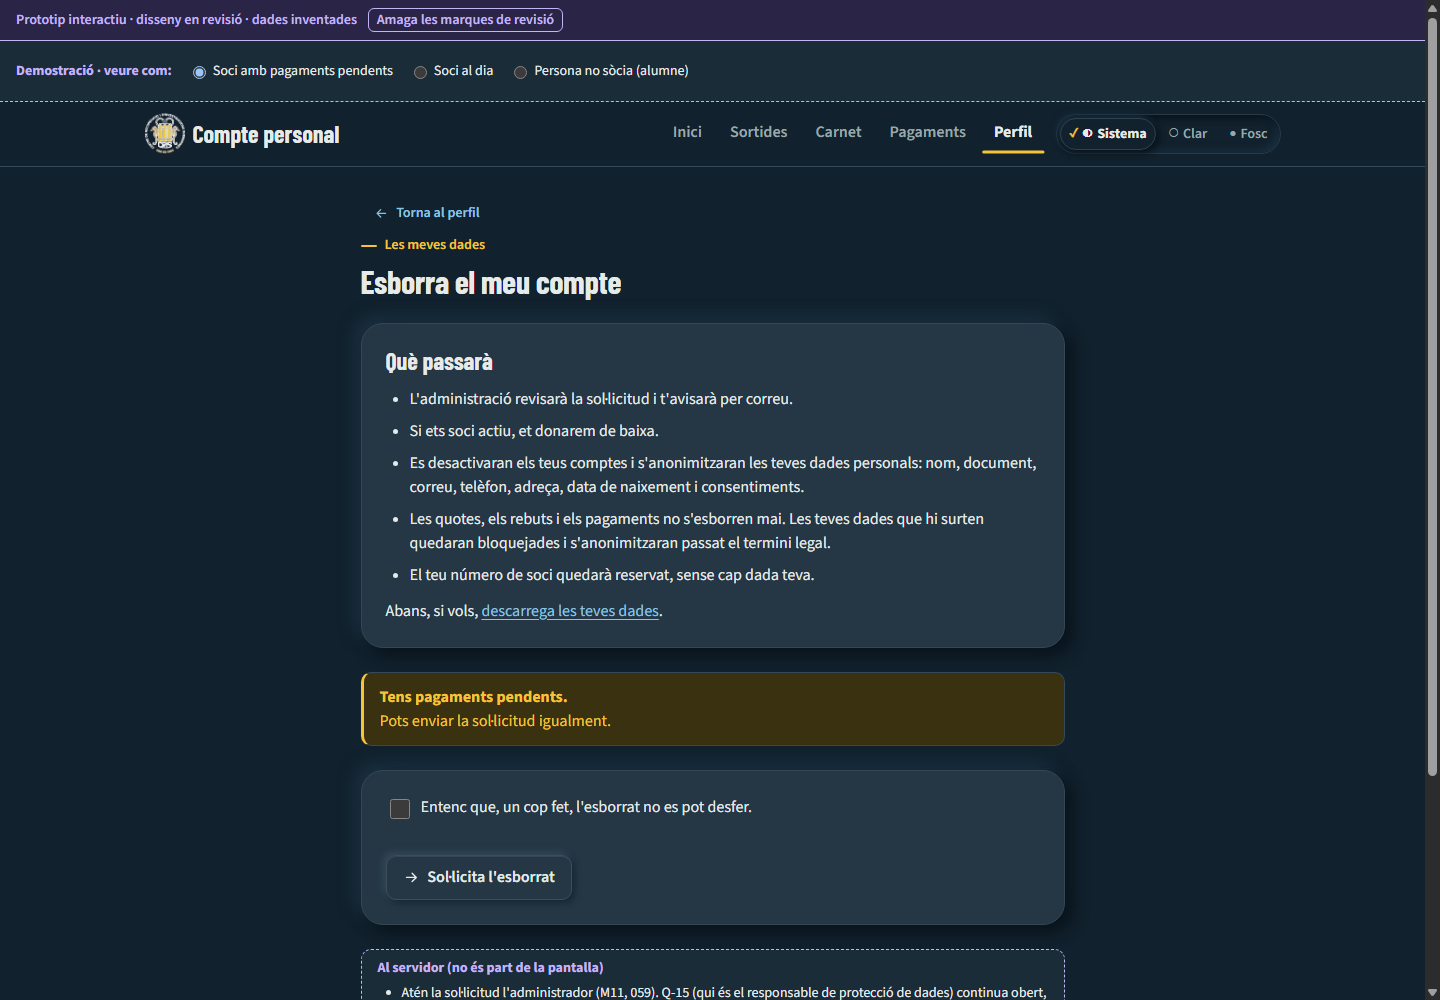 Prototip interactiu · disseny en revisió · dades inventades Amaga les marques de revisió
Demostració · veure com: Soci amb pagaments pendents Soci al dia Persona no sòcia (alumne)
Compte personal Inici Sortides Carnet Pagaments Perfil ✓ Sistema Clar Fosc
← Torna al perfil
— Les meves dades
Esborra el meu compte
Què passarà
• L'administració revisarà la sol·licitud i t'avisarà per correu.
• Si ets soci actiu, et donarem de baixa.
• Es desactivaran els teus comptes i s'anonimitzaran les teves dades personals: nom, document,
correu, telèfon, adreça, data de naixement i consentiments.
• Les quotes, els rebuts i els pagaments no s'esborren mai. Les teves dades que hi surten
quedaran bloquejades i s'anonimitzaran passat el termini legal.
• El teu número de soci quedarà reservat, sense cap dada teva.
Abans, si vols, descarrega les teves dades.
Tens pagaments pendents.
Pots enviar la sol·licitud igualment.
Entenc que, un cop fet, l'esborrat no es pot desfer.
→ Sol·licita l'esborrat
Al servidor (no és part de la pantalla)
• Atén la sol·licitud l'administrador (M11, 059). Q-15 (qui és el responsable de protecció de dades) continua obert,